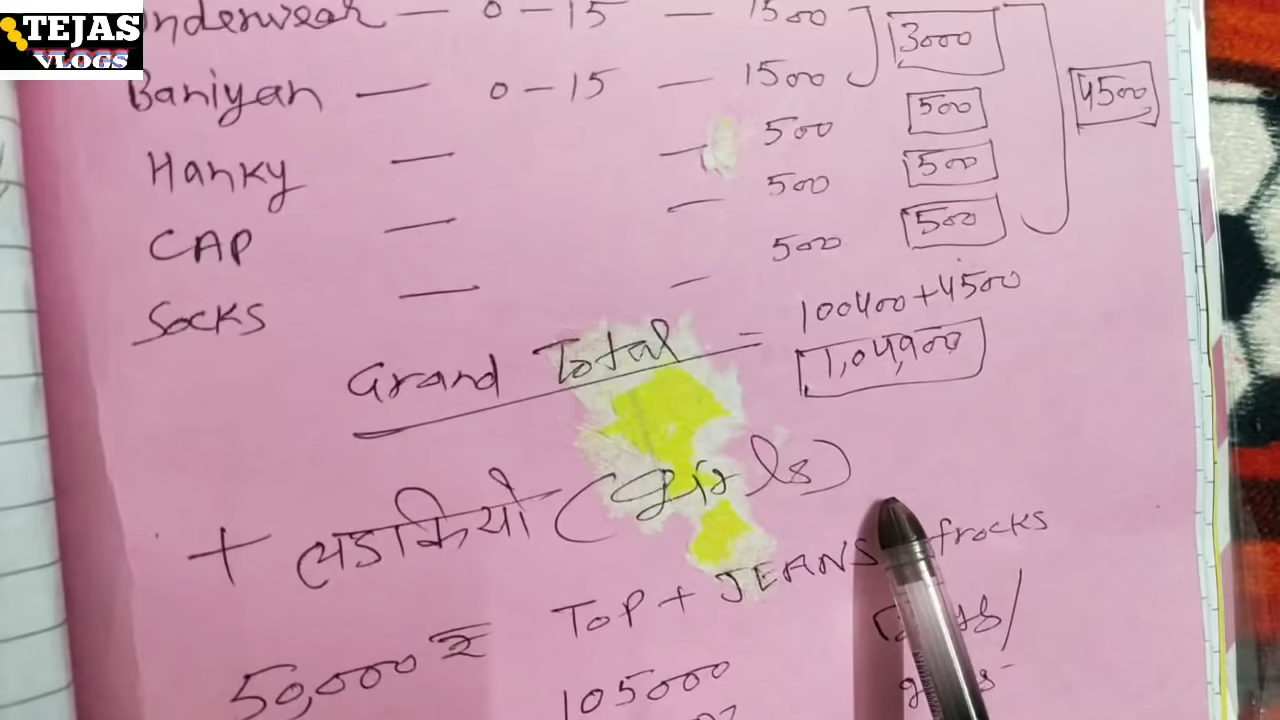 TEJAS
VLOGS
nderwear — 0-15 — 1500
3000
Baniyan — 0-15 — 1500
4500
Hanky — — 500 500
CAP — — 500 500
Socks — — 500 500
100400+4500
Grand Total = 1,04,900
+ लडकियो (Girls)
TOP + JEANS frocks
50,000 ₹ 105000